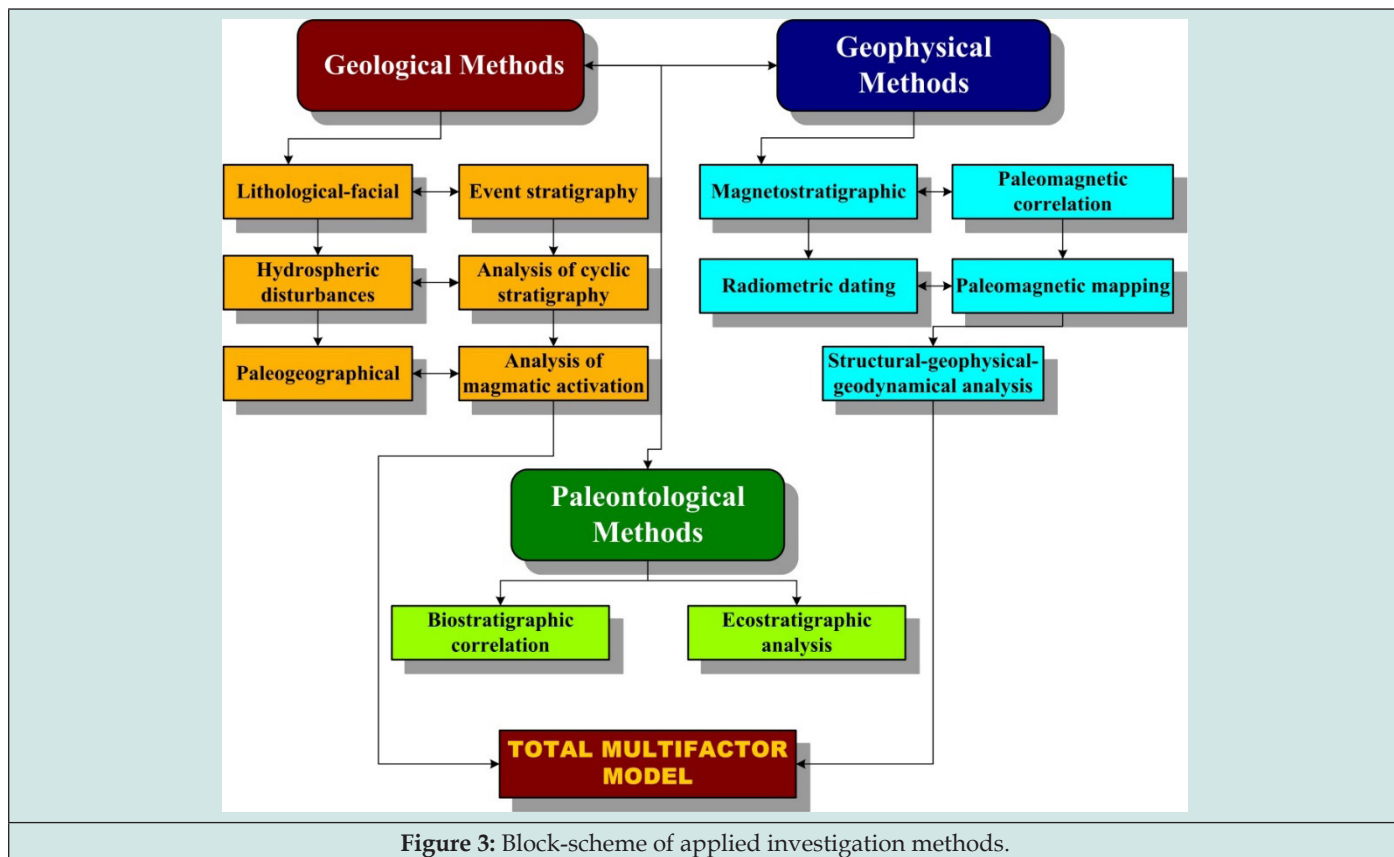 Geological Methods
Geophysical
Methods
Lithological-facial
Event stratigraphy
Hydrospheric
disturbances
Analysis of cyclic
stratigraphy
Paleogeographical
Analysis of
magmatic activation
Magnetostratigraphic
Paleomagnetic
correlation
Radiometric dating
Paleomagnetic mapping
Structural-geophysical-
geodynamical analysis
Paleontological
Methods
Biostratigraphic
correlation
Ecostratigraphic
analysis
TOTAL MULTIFACTOR
MODEL
Figure 3: Block-scheme of applied investigation methods.